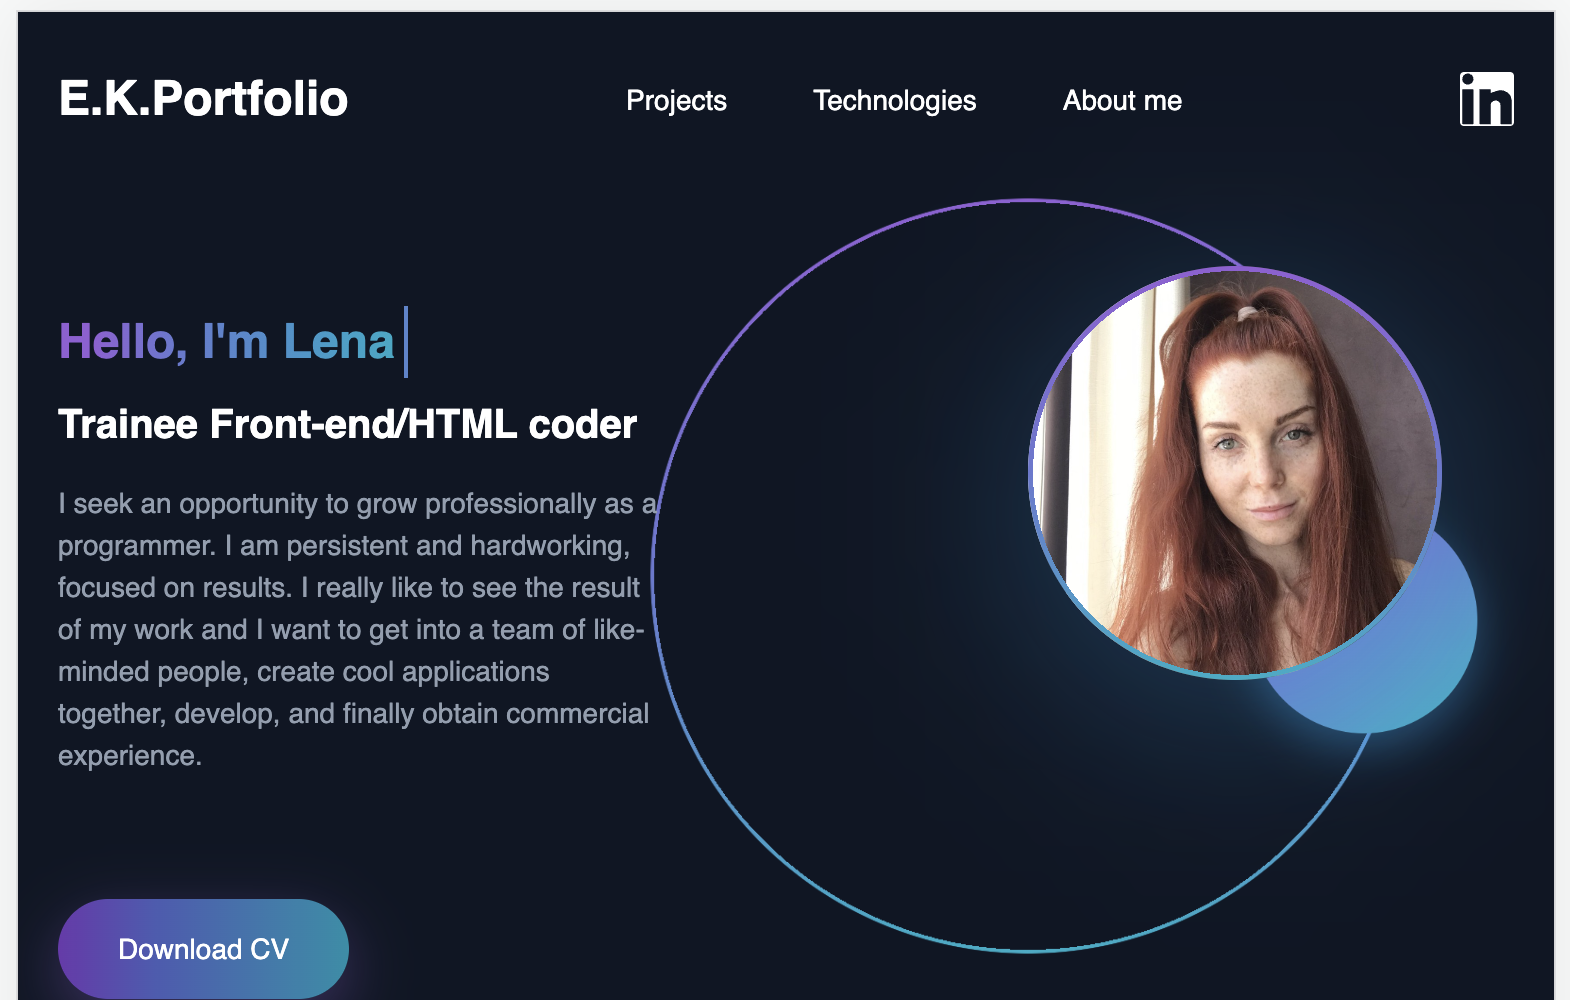 E.K.Portfolio
Projects
Technologies
About me
in
Hello, I'm Lena
Trainee Front-end/HTML coder
I seek an opportunity to grow professionally as a
programmer. I am persistent and hardworking,
focused on results. I really like to see the result
of my work and I want to get into a team of like-
minded people, create cool applications
together, develop, and finally obtain commercial
experience.
Download CV